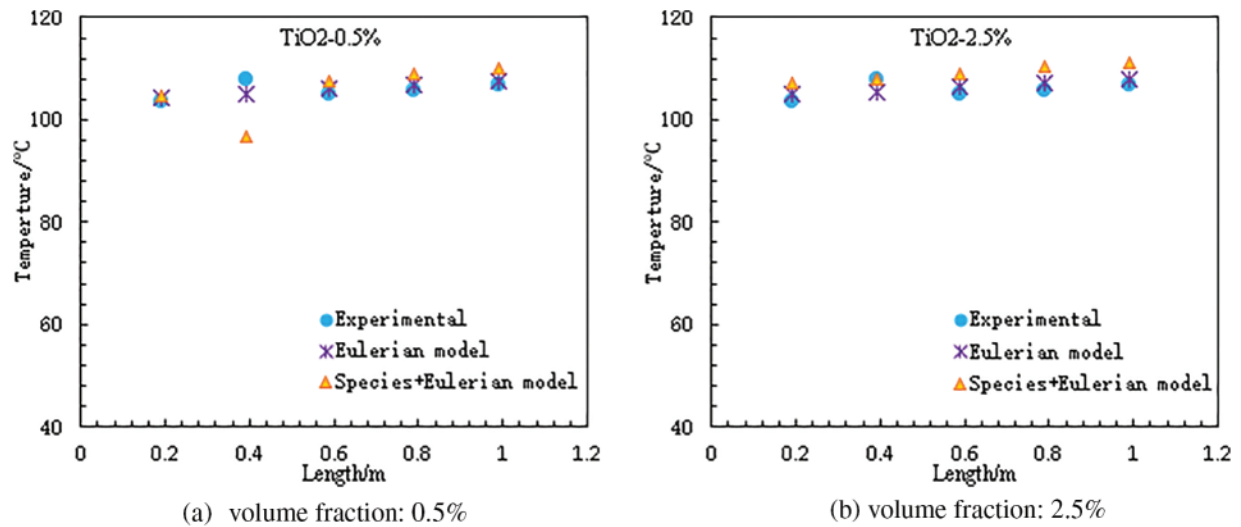 120
100
80
60
40
Temperture/°C
TiO2-0.5%
Experimental
Eulerian model
Species+Eulerian model
0 0.2 0.4 0.6 0.8 1 1.2
Length/m
(a) volume fraction: 0.5%
120
100
80
60
40
Temperture/°C
TiO2-2.5%
Experimental
Eulerian model
Species+Eulerian model
0 0.2 0.4 0.6 0.8 1 1.2
Length/m
(b) volume fraction: 2.5%